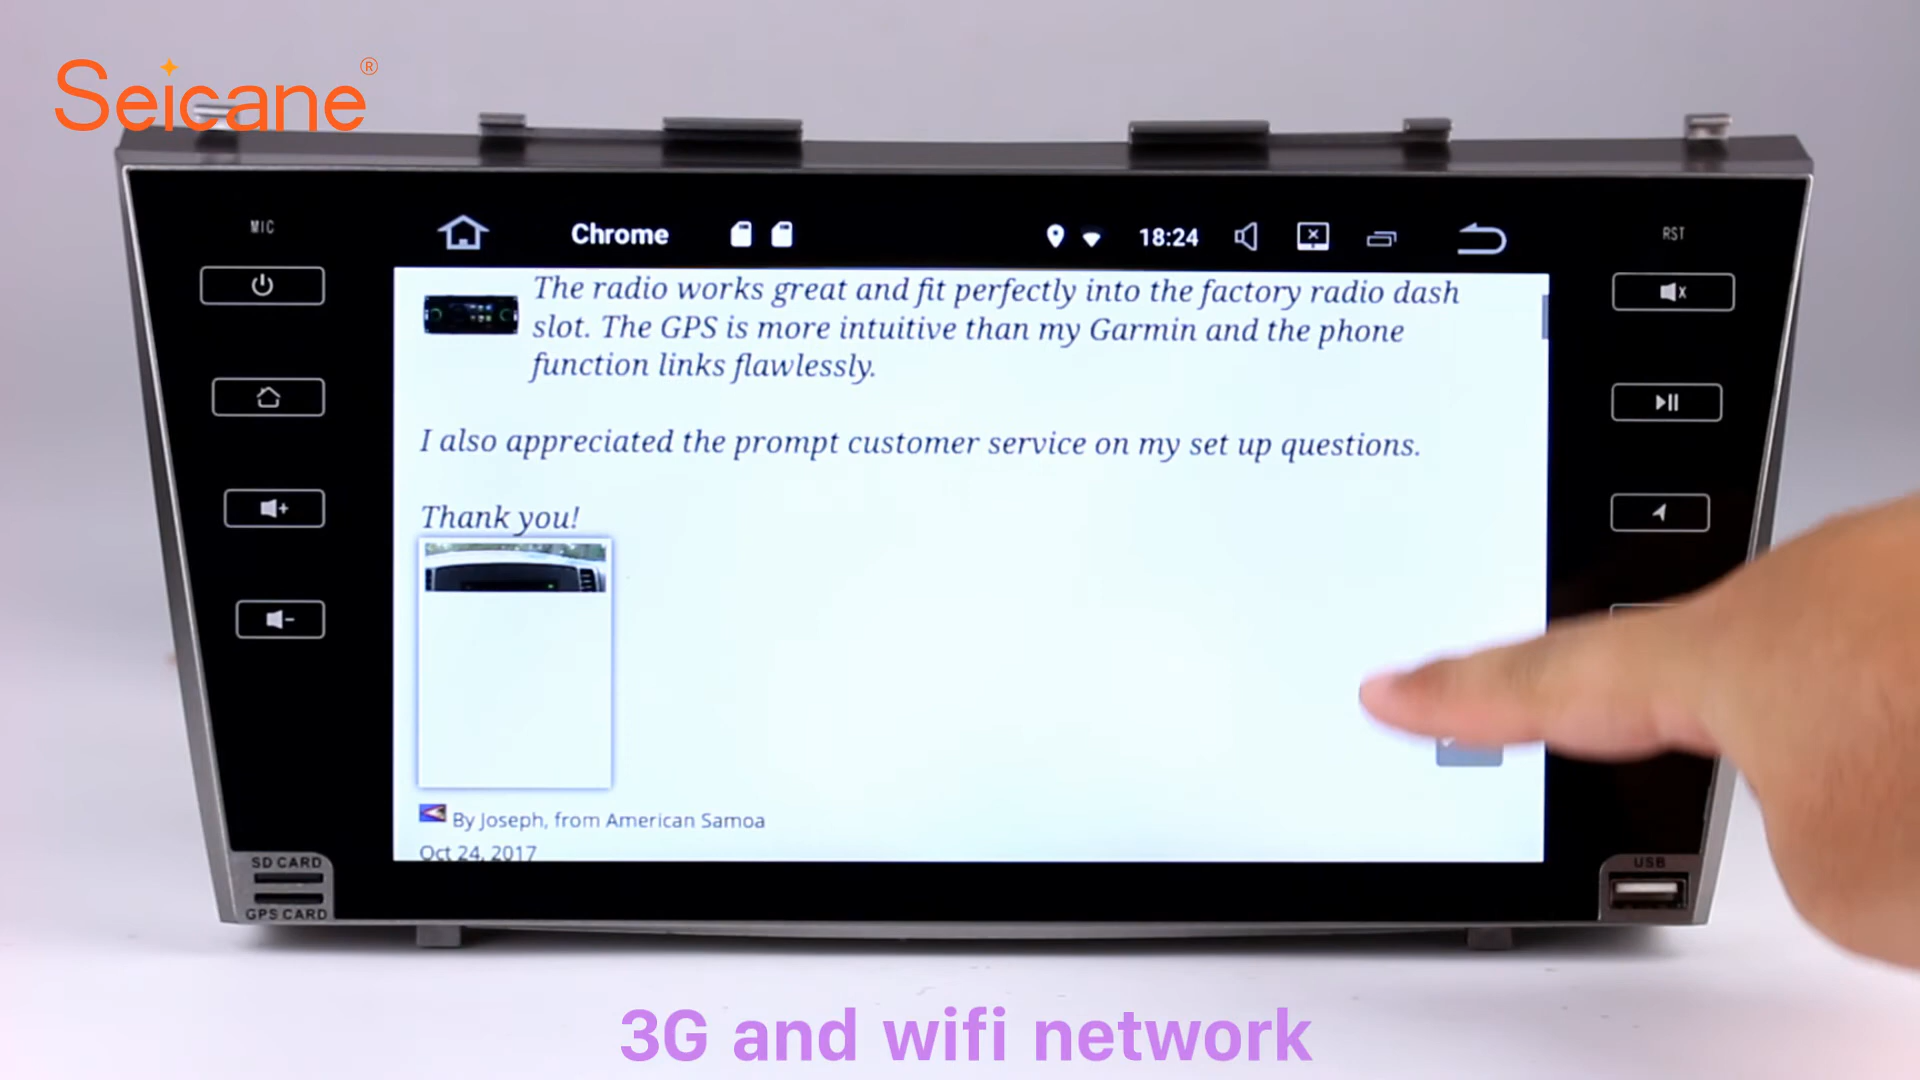 Seicane®
MIC
Chrome
18:24
RST
The radio works great and fit perfectly into the factory radio dash
slot. The GPS is more intuitive than my Garmin and the phone
function links flawlessly.
I also appreciated the prompt customer service on my set up questions.
Thank you!
By Joseph, from American Samoa
Oct 24, 2017
SD CARD
GPS CARD
USB
3G and wifi network